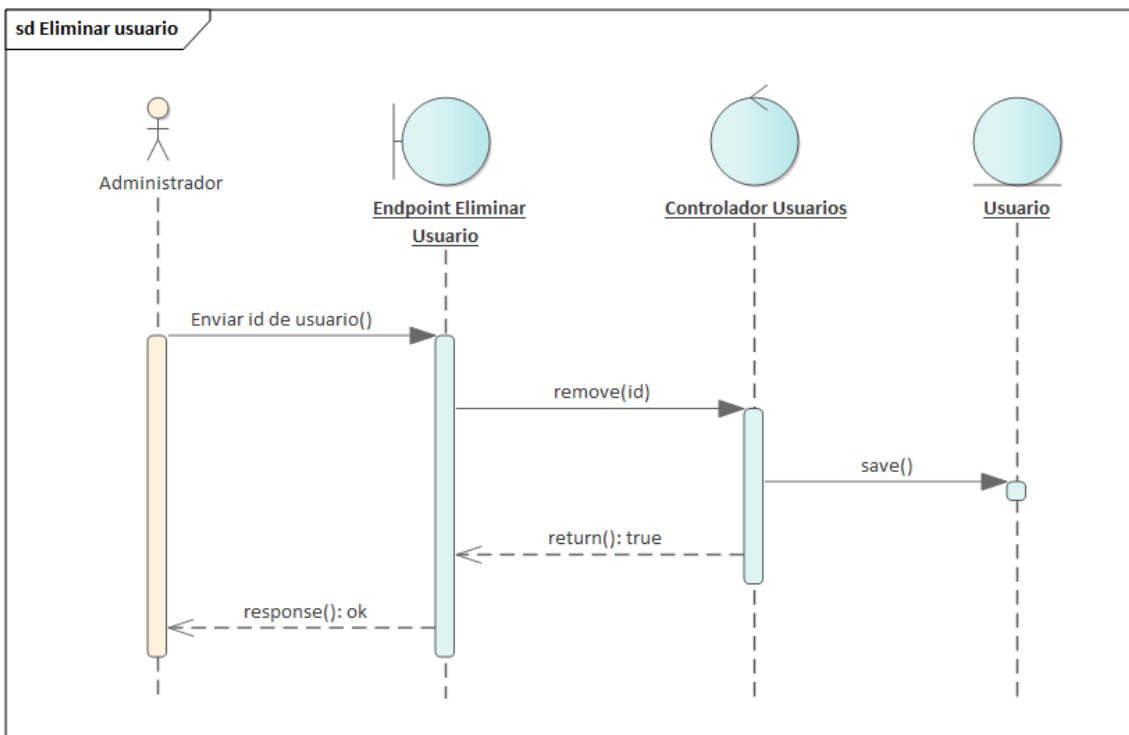 sd Eliminar usuario
Administrador
Endpoint Eliminar
Usuario
Controlador Usuarios
Usuario
Enviar id de usuario()
remove(id)
save()
return(): true
response(): ok